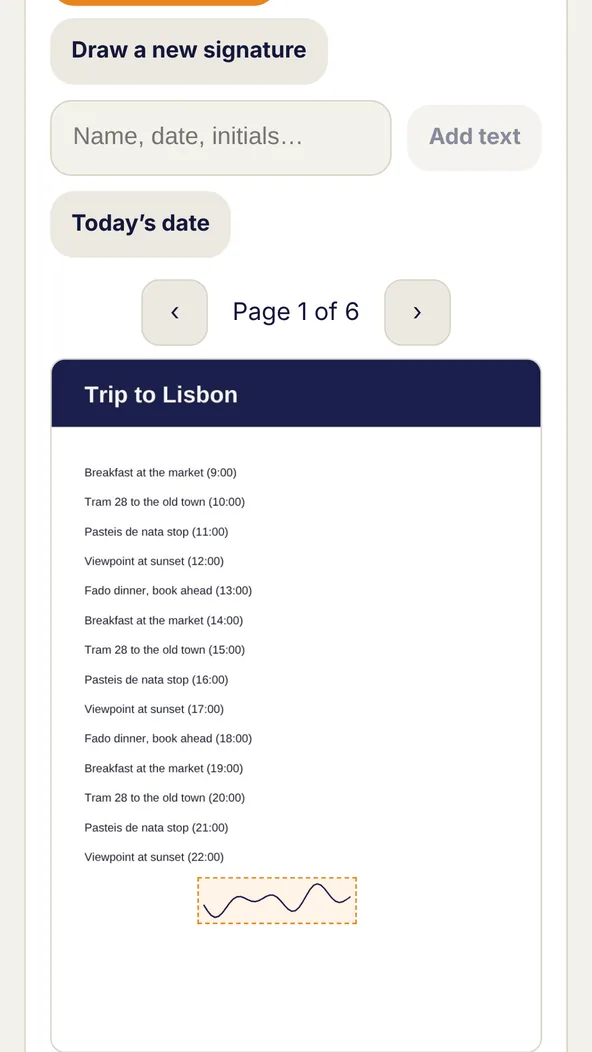 Draw a new signature
Name, date, initials…
Add text
Today’s date
‹ Page 1 of 6 ›
Trip to Lisbon
Breakfast at the market (9:00)
Tram 28 to the old town (10:00)
Pasteis de nata stop (11:00)
Viewpoint at sunset (12:00)
Fado dinner, book ahead (13:00)
Breakfast at the market (14:00)
Tram 28 to the old town (15:00)
Pasteis de nata stop (16:00)
Viewpoint at sunset (17:00)
Fado dinner, book ahead (18:00)
Breakfast at the market (19:00)
Tram 28 to the old town (20:00)
Pasteis de nata stop (21:00)
Viewpoint at sunset (22:00)